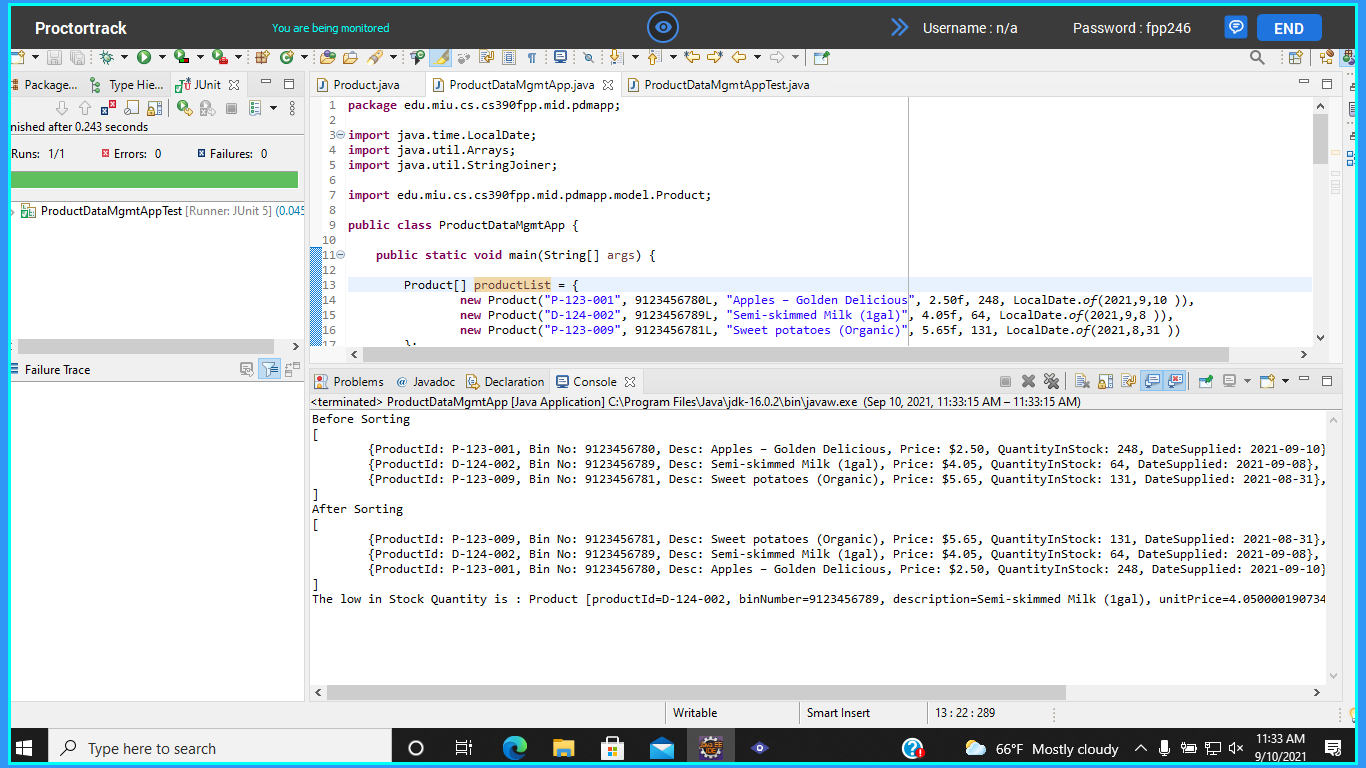 Proctortrack
You are being monitored
Username : n/a
Password : fpp246
END
Package...
Type Hie...
JUnit
Product.java
ProductDataMgmtApp.java
ProductDataMgmtAppTest.java
nished after 0.243 seconds
Runs: 1/1
Errors: 0
Failures: 0
ProductDataMgmtAppTest [Runner: JUnit 5] (0.045
Failure Trace
1 package edu.miu.cs.cs390fpp.mid.pdmapp;
2
3 import java.time.LocalDate;
4 import java.util.Arrays;
5 import java.util.StringJoiner;
6
7 import edu.miu.cs.cs390fpp.mid.pdmapp.model.Product;
8
9 public class ProductDataMgmtApp {
10
11 public static void main(String[] args) {
12
13 Product[] productList = {
14 new Product("P-123-001", 9123456780L, "Apples – Golden Delicious", 2.50f, 248, LocalDate.of(2021,9,10 )),
15 new Product("D-124-002", 9123456789L, "Semi-skimmed Milk (1gal)", 4.05f, 64, LocalDate.of(2021,9,8 )),
16 new Product("P-123-009", 9123456781L, "Sweet potatoes (Organic)", 5.65f, 131, LocalDate.of(2021,8,31 ))
17 };
Problems
@ Javadoc
Declaration
Console
<terminated> ProductDataMgmtApp [Java Application] C:\Program Files\Java\jdk-16.0.2\bin\javaw.exe (Sep 10, 2021, 11:33:15 AM – 11:33:15 AM)
Before Sorting
[
{ProductId: P-123-001, Bin No: 9123456780, Desc: Apples – Golden Delicious, Price: $2.50, QuantityInStock: 248, DateSupplied: 2021-09-10}
{ProductId: D-124-002, Bin No: 9123456789, Desc: Semi-skimmed Milk (1gal), Price: $4.05, QuantityInStock: 64, DateSupplied: 2021-09-08},
{ProductId: P-123-009, Bin No: 9123456781, Desc: Sweet potatoes (Organic), Price: $5.65, QuantityInStock: 131, DateSupplied: 2021-08-31},
]
After Sorting
[
{ProductId: P-123-009, Bin No: 9123456781, Desc: Sweet potatoes (Organic), Price: $5.65, QuantityInStock: 131, DateSupplied: 2021-08-31},
{ProductId: D-124-002, Bin No: 9123456789, Desc: Semi-skimmed Milk (1gal), Price: $4.05, QuantityInStock: 64, DateSupplied: 2021-09-08},
{ProductId: P-123-001, Bin No: 9123456780, Desc: Apples – Golden Delicious, Price: $2.50, QuantityInStock: 248, DateSupplied: 2021-09-10}
]
The low in Stock Quantity is : Product [productId=D-124-002, binNumber=9123456789, description=Semi-skimmed Milk (1gal), unitPrice=4.050000190734
Writable
Smart Insert
13 : 22 : 289
Type here to search
JAVA EE
IDE
66°F Mostly cloudy
11:33 AM
9/10/2021